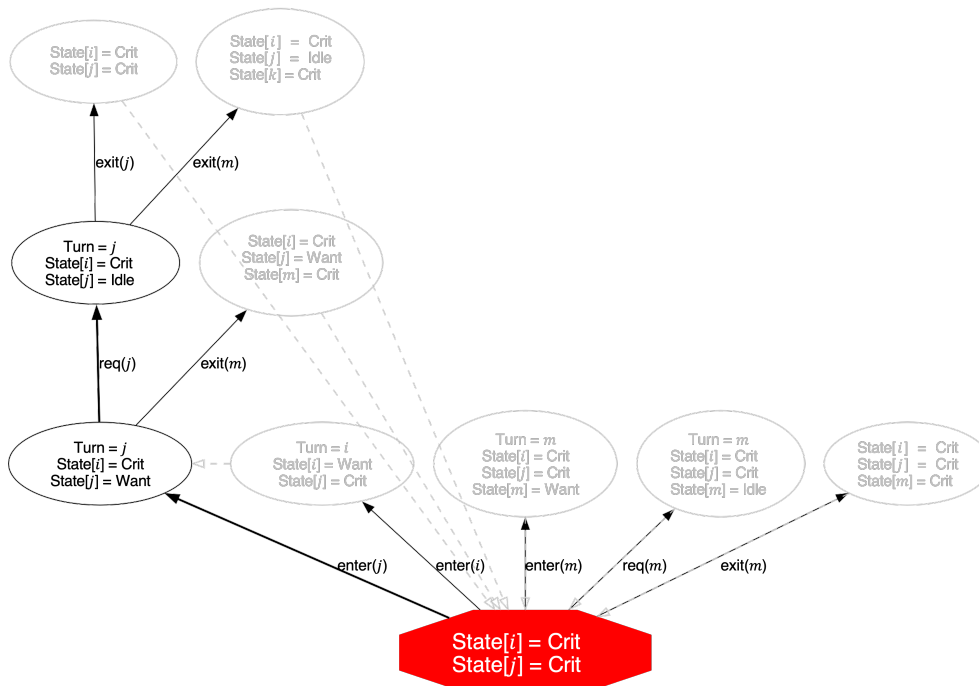 State[i] = Crit
State[j] = Crit
State[i] = Crit
State[j] = Idle
State[k] = Crit
exit(j)
exit(m)
Turn = j
State[i] = Crit
State[j] = Idle
State[i] = Crit
State[j] = Want
State[m] = Crit
req(j)
exit(m)
Turn = j
State[i] = Crit
State[j] = Want
Turn = i
State[i] = Want
State[j] = Crit
Turn = m
State[i] = Crit
State[j] = Crit
State[m] = Want
Turn = m
State[i] = Crit
State[j] = Crit
State[m] = Idle
State[i] = Crit
State[j] = Crit
State[m] = Crit
enter(j)
enter(i)
enter(m)
req(m)
exit(m)
State[i] = Crit
State[j] = Crit